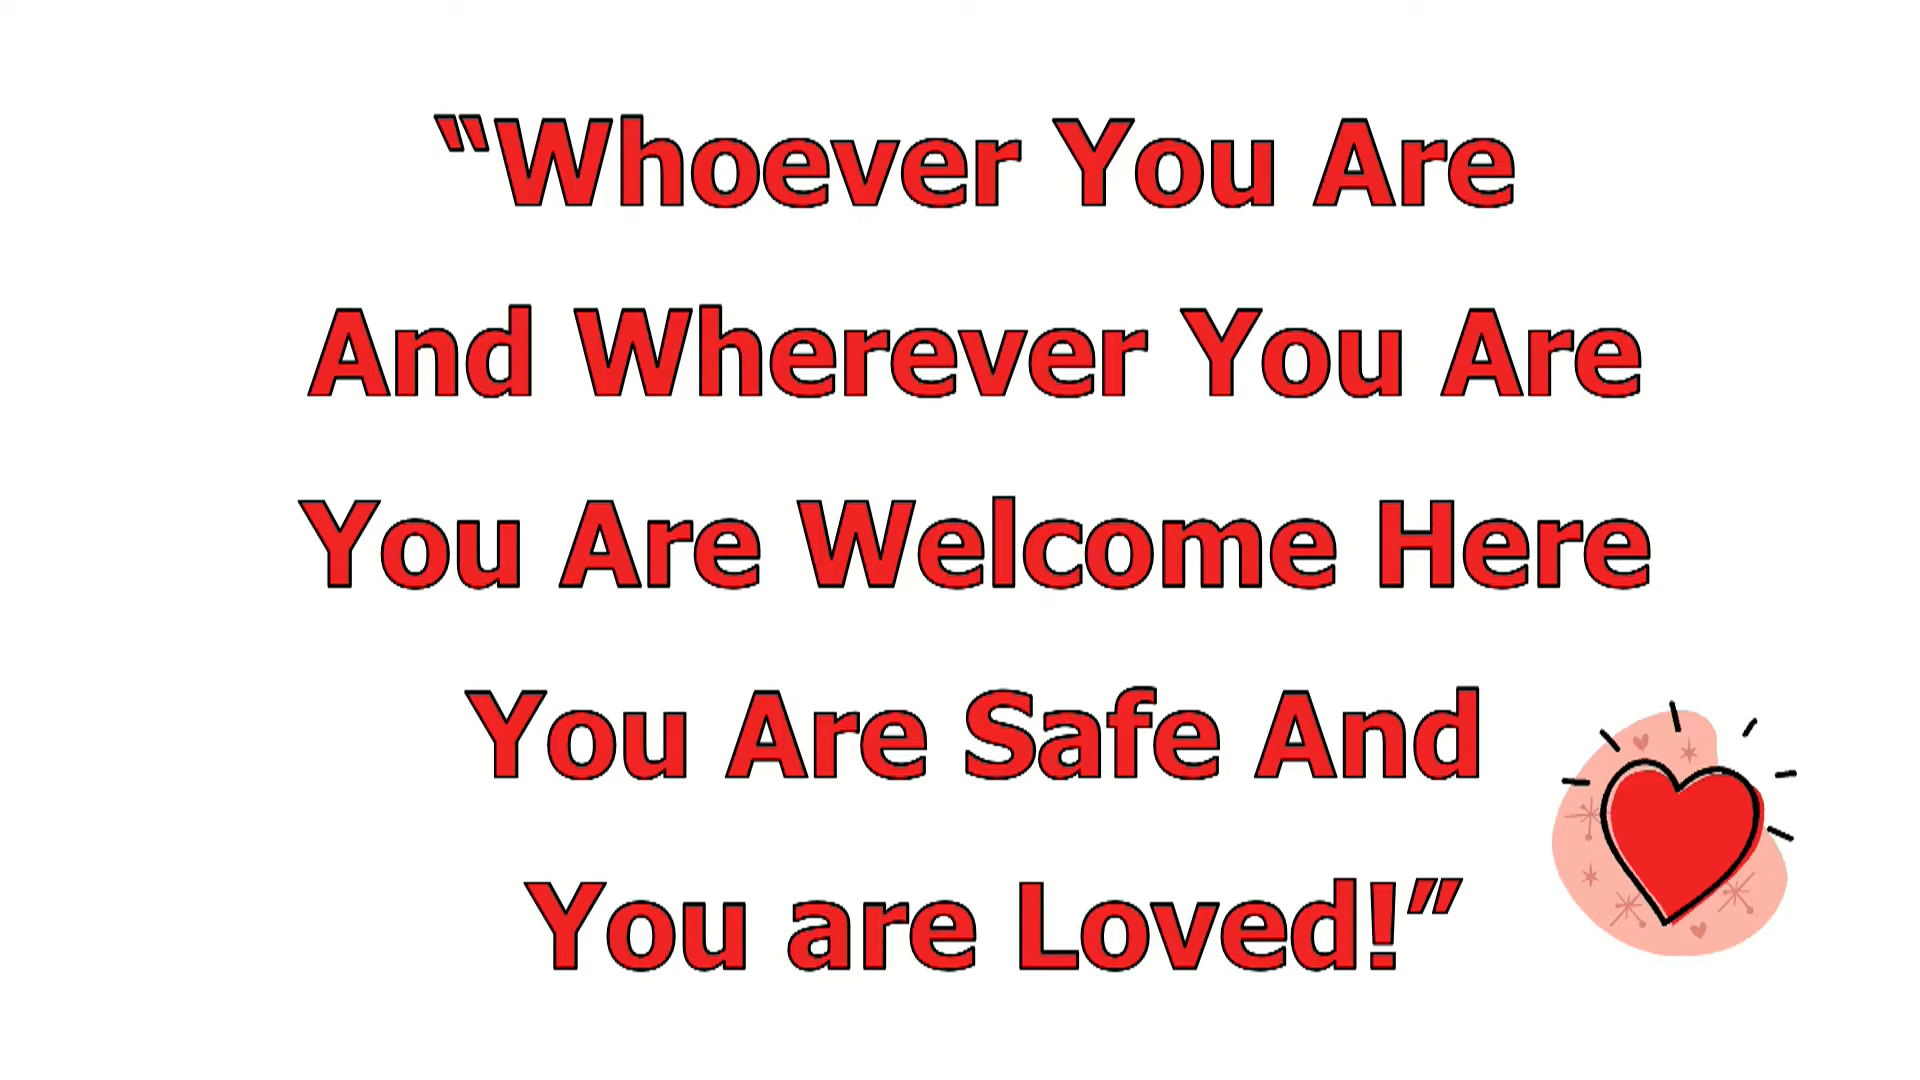 “Whoever You Are
And Wherever You Are
You Are Welcome Here
You Are Safe And
You are Loved!”